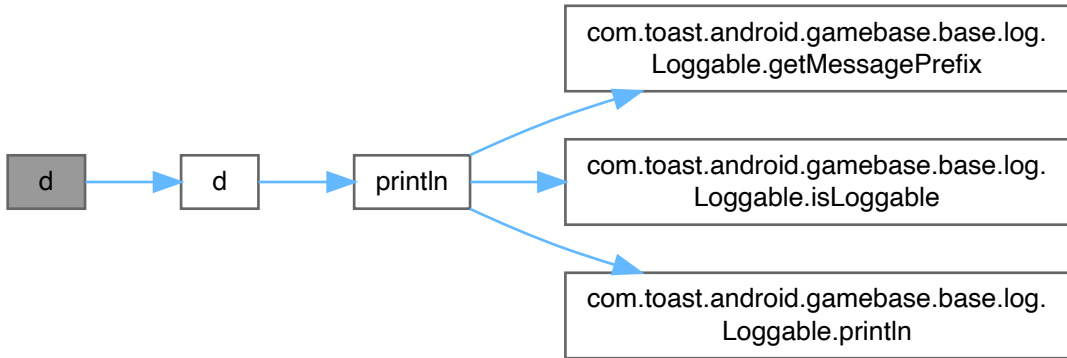 d
d
println
com.toast.android.gamebase.base.log.
Loggable.getMessagePrefix
com.toast.android.gamebase.base.log.
Loggable.isLoggable
com.toast.android.gamebase.base.log.
Loggable.println